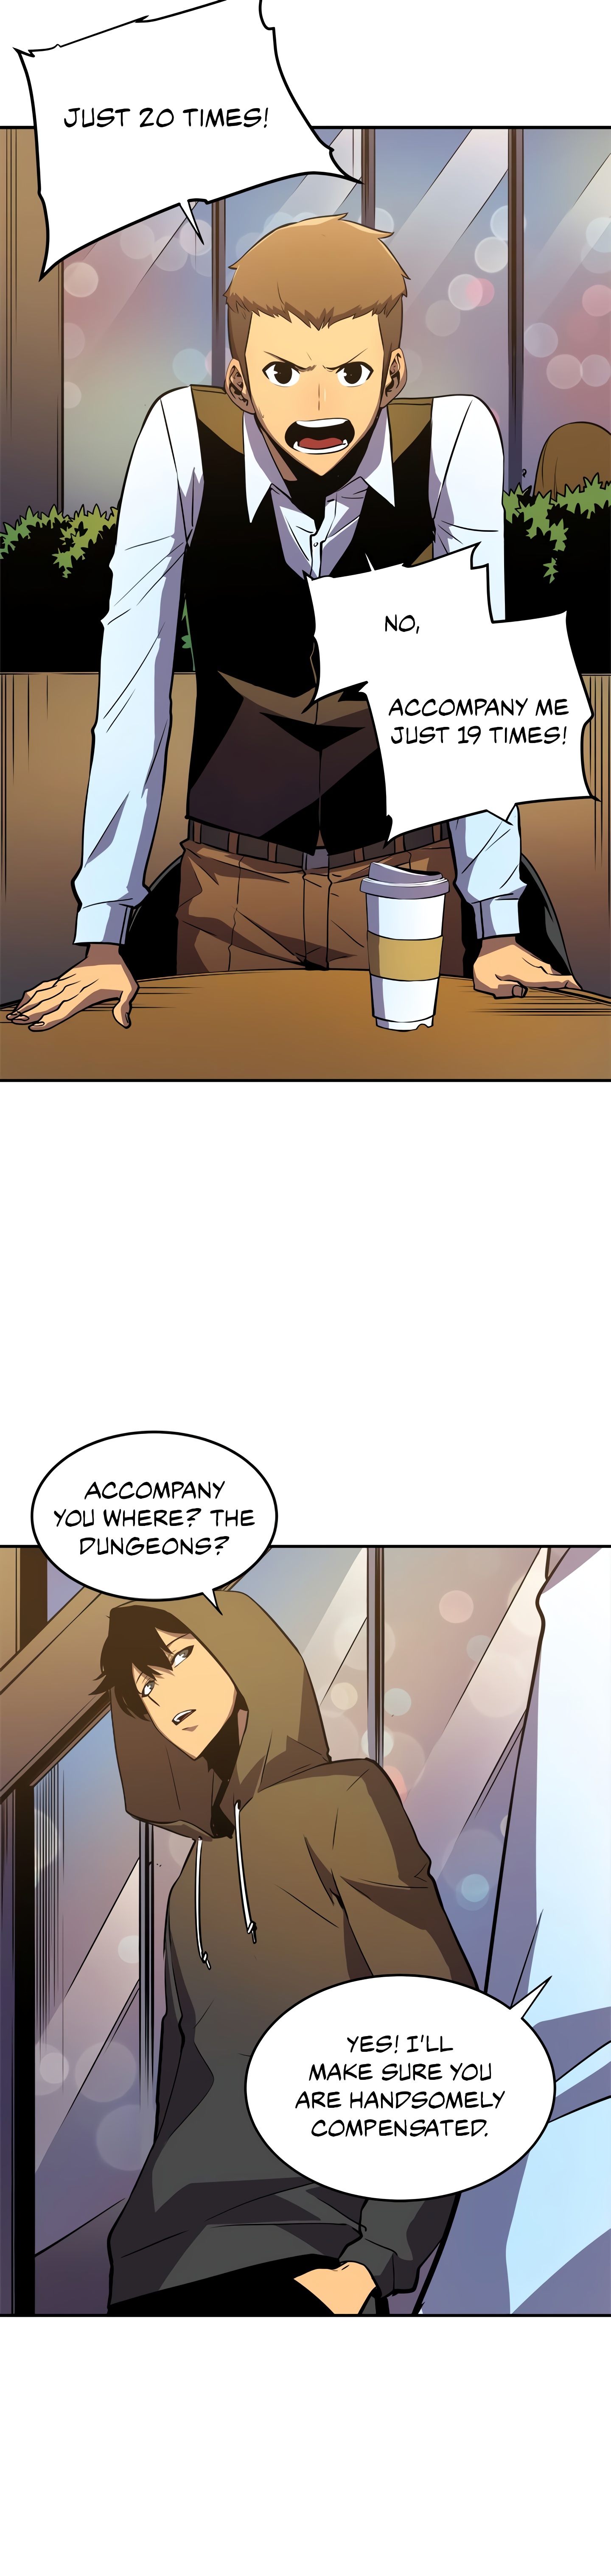 JUST 20 TIMES!
NO,
ACCOMPANY ME
JUST 19 TIMES!
ACCOMPANY
YOU WHERE? THE
DUNGEONS?
YES! I'LL
MAKE SURE YOU
ARE HANDSOMELY
COMPENSATED.